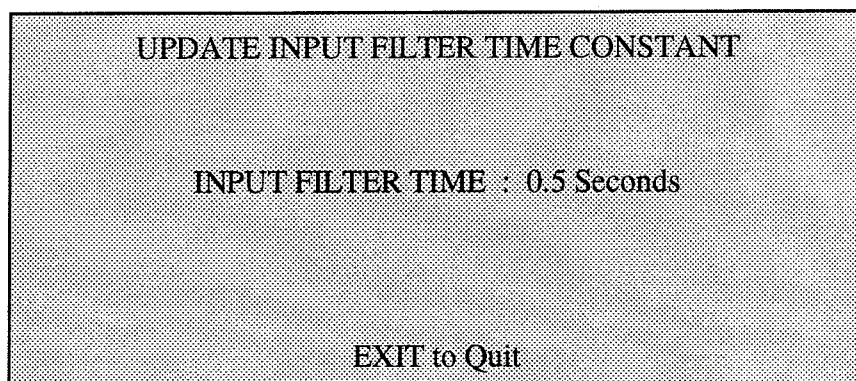 UPDATE INPUT FILTER TIME CONSTANT
INPUT FILTER TIME : 0.5 Seconds
EXIT to Quit